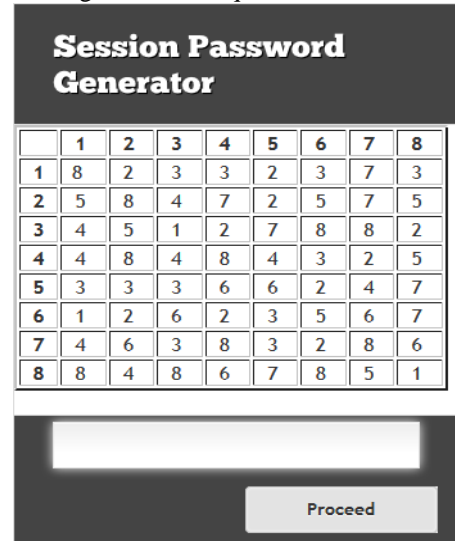 Session Password
Generator
1 2 3 4 5 6 7 8
1 8 2 3 3 2 3 7 3
2 5 8 4 7 2 5 7 5
3 4 5 1 2 7 8 8 2
4 4 8 4 8 4 3 2 5
5 3 3 3 6 6 2 4 7
6 1 2 6 2 3 5 6 7
7 4 6 3 8 3 2 8 6
8 8 4 8 6 7 8 5 1
Proceed